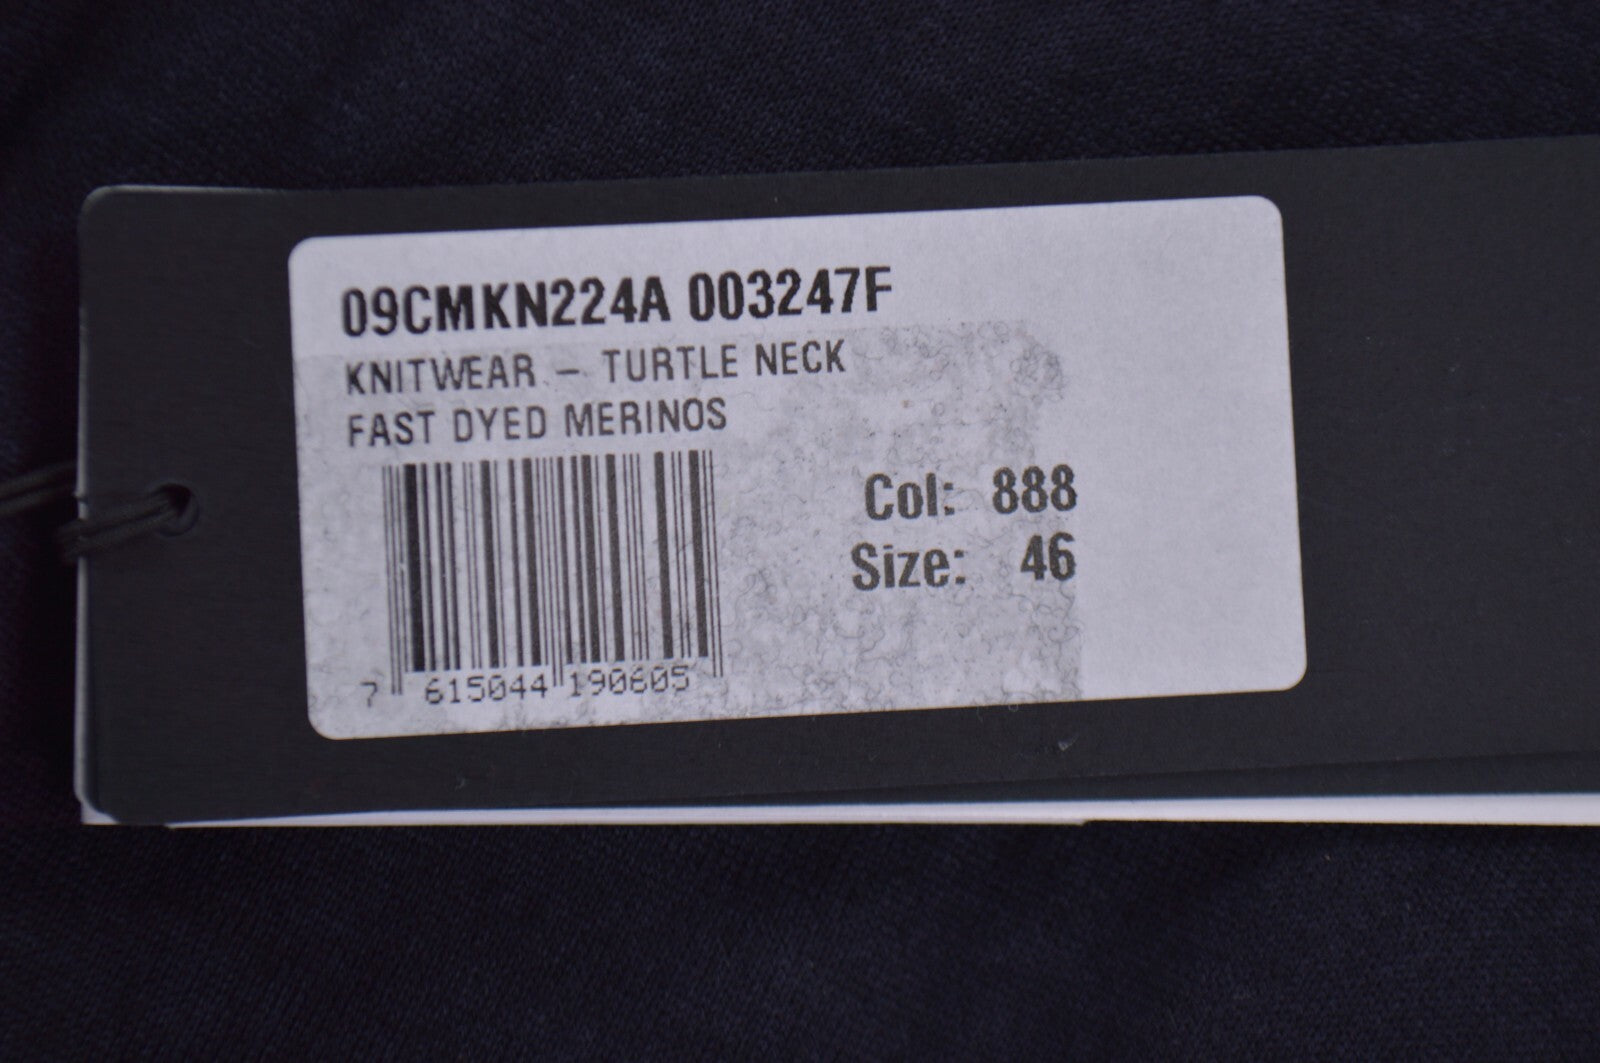 09CMKN224A 003247F
KNITWEAR – TURTLE NECK
FAST DYED MERINOS
Col: 888
Size: 46
7 615044 190605